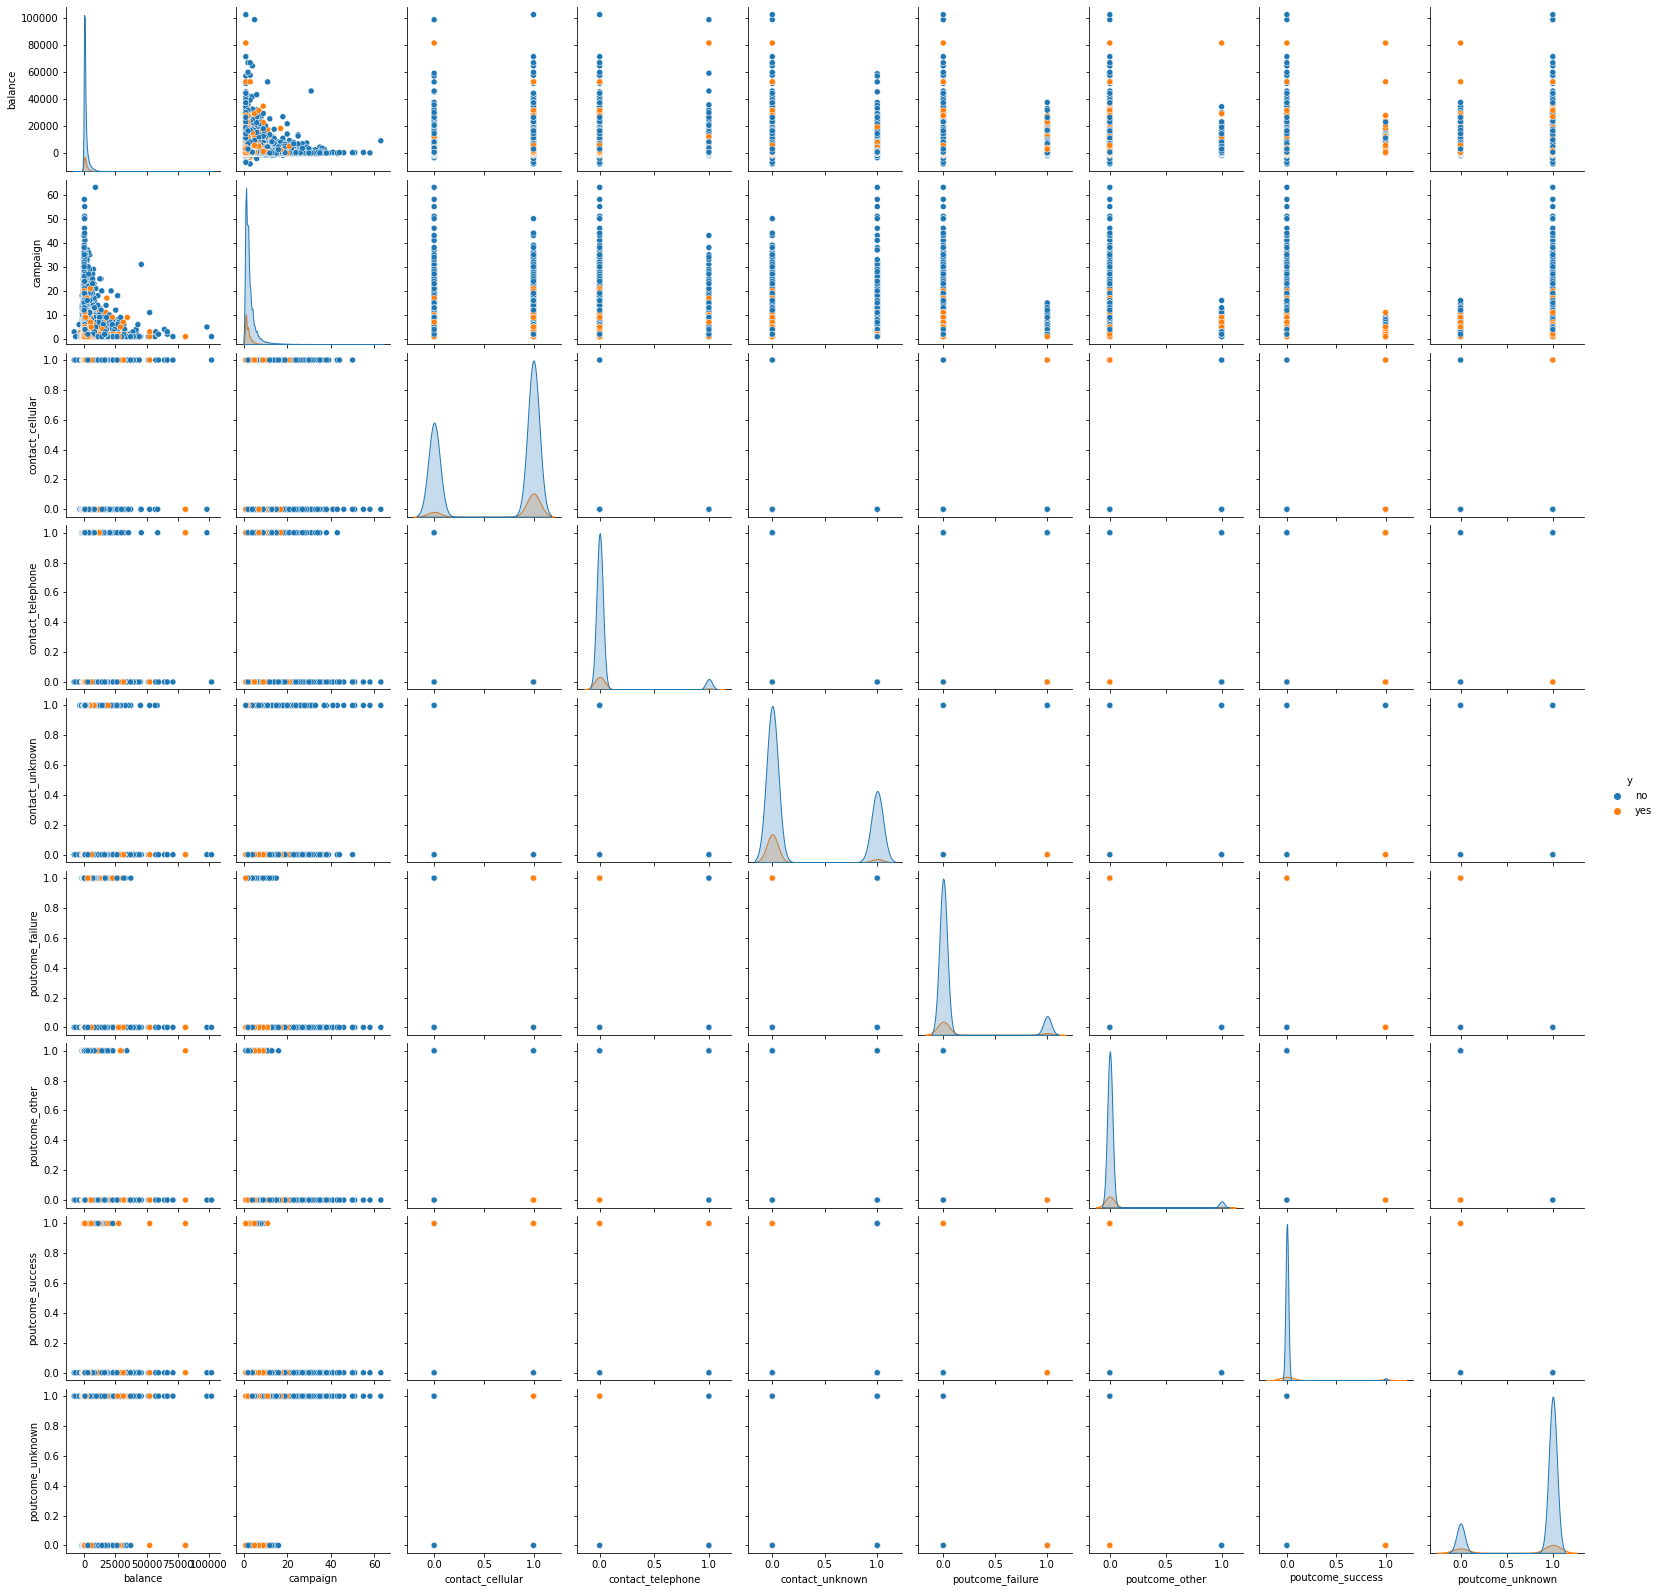 100000
80000
60000
40000
20000
0
balance
60
50
40
30
20
10
0
campaign
1.0
0.8
0.6
0.4
0.2
0.0
contact_cellular
1.0
0.8
0.6
0.4
0.2
0.0
contact_telephone
1.0
0.8
0.6
0.4
0.2
0.0
contact_unknown
y
no
yes
1.0
0.8
0.6
0.4
0.2
0.0
poutcome_failure
1.0
0.8
0.6
0.4
0.2
0.0
poutcome_other
1.0
0.8
0.6
0.4
0.2
0.0
poutcome_success
1.0
0.8
0.6
0.4
0.2
0.0
poutcome_unknown
0 25000 50000 75000 100000
0 20 40 60
0.0 0.5 1.0
0.0 0.5 1.0
0.0 0.5 1.0
0.0 0.5 1.0
0.0 0.5 1.0
0.0 0.5 1.0
0.0 0.5 1.0
balance campaign contact_cellular contact_telephone contact_unknown poutcome_failure poutcome_other poutcome_success poutcome_unknown